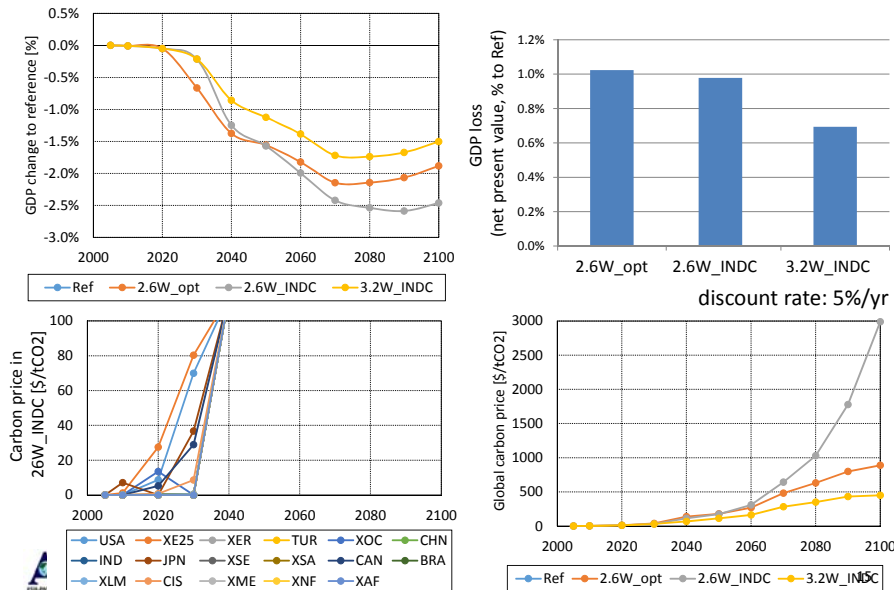 0.5%
0.0%
-0.5%
-1.0%
-1.5%
-2.0%
-2.5%
-3.0%
GDP change to reference [%]
2000 2020 2040 2060 2080 2100
Ref 2.6W_opt 2.6W_INDC 3.2W_INDC
1.2%
1.0%
0.8%
0.6%
0.4%
0.2%
0.0%
GDP loss
(net present value, % to Ref)
2.6W_opt 2.6W_INDC 3.2W_INDC
discount rate: 5%/yr
100
80
60
40
20
0
Carbon price in
26W_INDC [$/tCO2]
2000 2020 2040 2060 2080 2100
USA XE25 XER TUR XOC CHN
IND JPN XSE XSA CAN BRA
XLM CIS XME XNF XAF
3000
2500
2000
1500
1000
500
0
Global carbon price [$/tCO2]
2000 2020 2040 2060 2080 2100
Ref 2.6W_opt 2.6W_INDC 3.2W_INDC
15